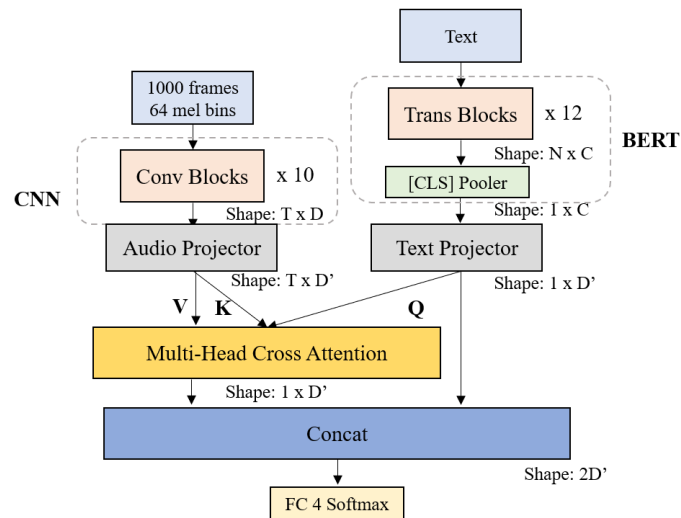 Text
1000 frames
64 mel bins
Trans Blocks
x 12
BERT
Shape: N x C
Conv Blocks
x 10
CNN
[CLS] Pooler
Shape: T x D
Shape: 1 x C
Audio Projector
Text Projector
Shape: T x D’
Shape: 1 x D’
V
K
Q
Multi-Head Cross Attention
Shape: 1 x D’
Concat
Shape: 2D’
FC 4 Softmax